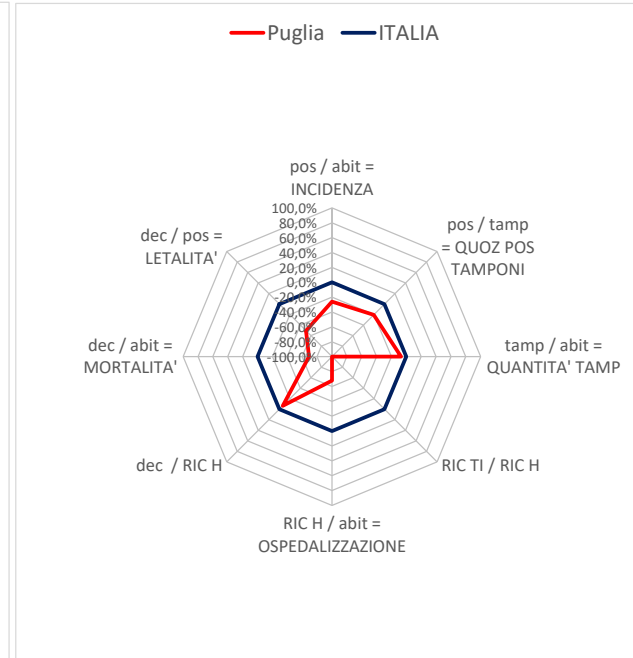 Puglia ITALIA
pos / abit =
INCIDENZA
pos / tamp
= QUOZ POS
TAMPONI
tamp / abit =
QUANTITA' TAMP
RIC TI / RIC H
RIC H / abit =
OSPEDALIZZAZIONE
dec / RIC H
dec / abit =
MORTALITA'
dec / pos =
LETALITA'
100,0%
80,0%
60,0%
40,0%
20,0%
0,0%
-20,0%
-40,0%
-60,0%
-80,0%
-100,0%